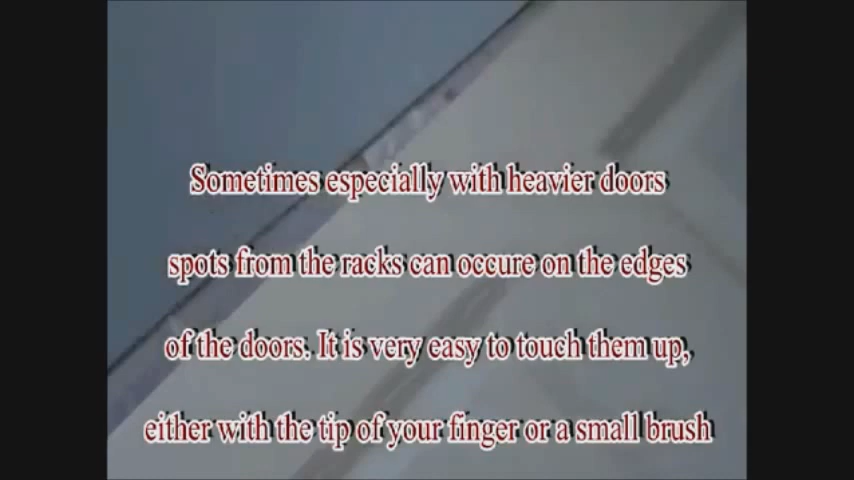 Sometimes especially with heavier doors
spots from the racks can occure on the edges
of the doors. It is very easy to touch them up,
either with the tip of your finger or a small brush